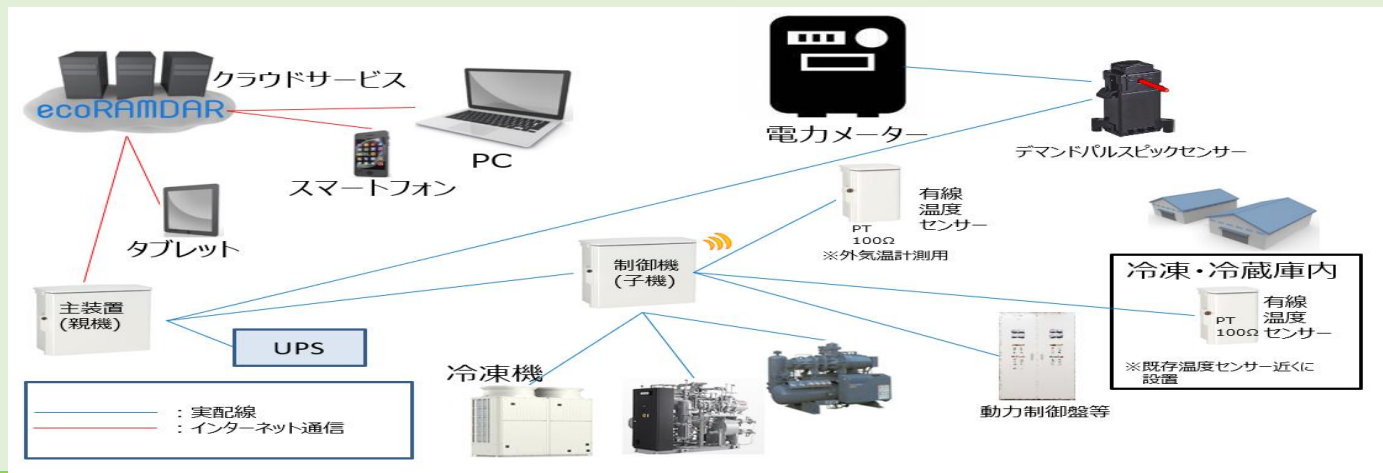 クラウドサービス
ecoRAMDAR
PC
スマートフォン
タブレット
電力メーター
デマンドパルスピックセンサー
主装置
(親機)
UPS
制御機
(子機)
有線
温度
センサー
PT
100Ω
※外気温計測用
冷凍・冷蔵庫内
有線
温度
センサー
PT
100Ω
※既存温度センサー近くに
設置
冷凍機
動力制御盤等
：実配線
：インターネット通信